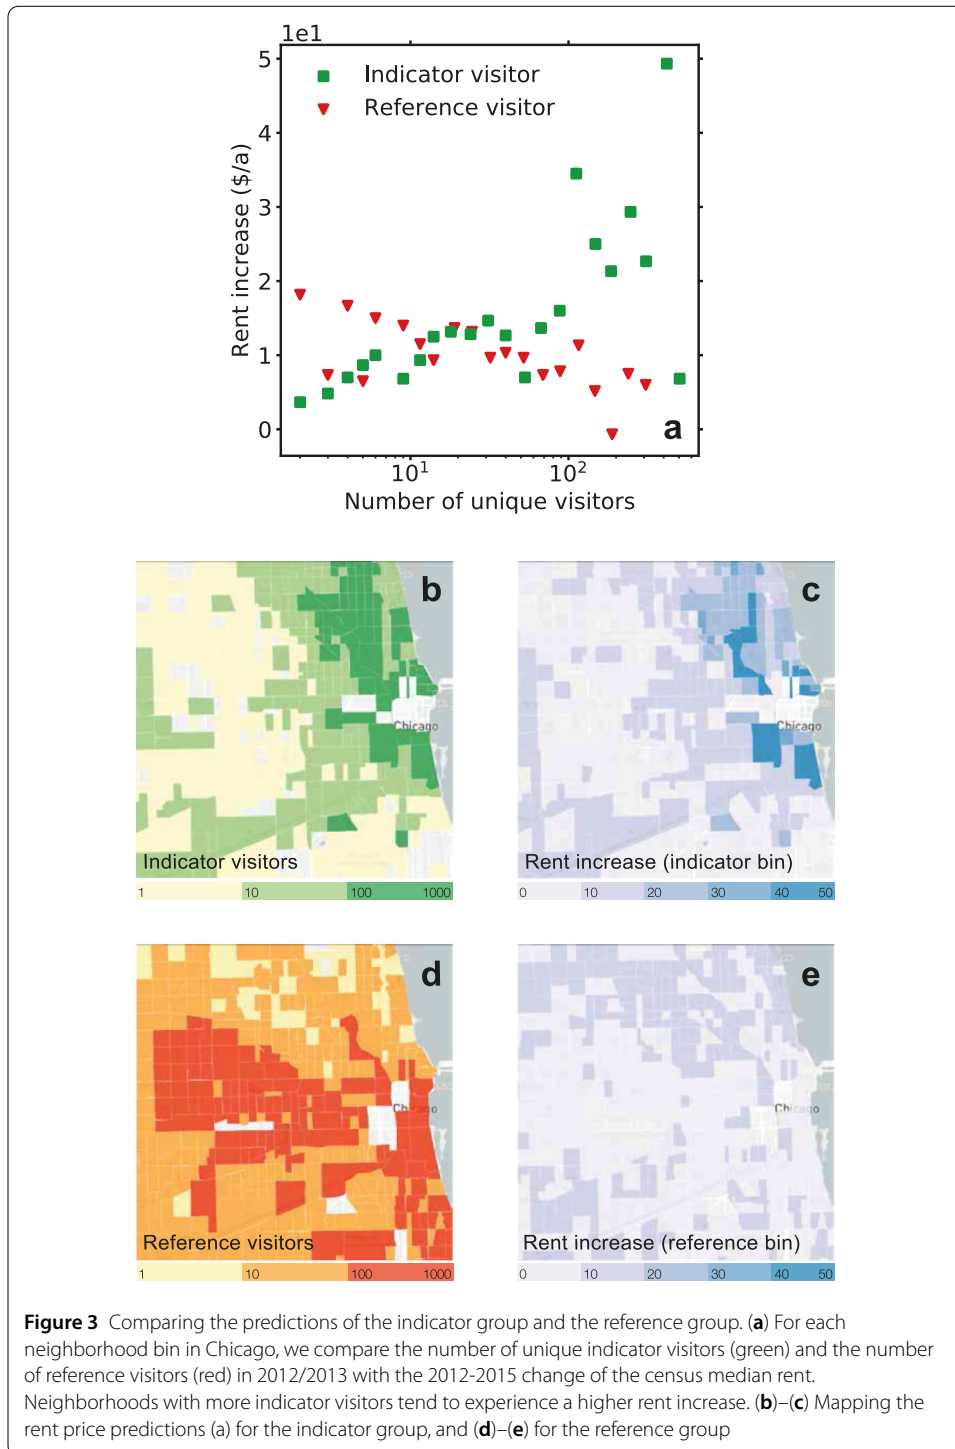 1e1
5
4
3
2
1
0
Rent increase ($/a)
Indicator visitor
Reference visitor
a
10¹
10²
Number of unique visitors
b
Chicago
Indicator visitors
1 10 100 1000
c
Chicago
Rent increase (indicator bin)
0 10 20 30 40 50
d
Chicago
Reference visitors
1 10 100 1000
e
Chicago
Rent increase (reference bin)
0 10 20 30 40 50
Figure 3 Comparing the predictions of the indicator group and the reference group. (a) For each
neighborhood bin in Chicago, we compare the number of unique indicator visitors (green) and the number
of reference visitors (red) in 2012/2013 with the 2012-2015 change of the census median rent.
Neighborhoods with more indicator visitors tend to experience a higher rent increase. (b)–(c) Mapping the
rent price predictions (a) for the indicator group, and (d)–(e) for the reference group